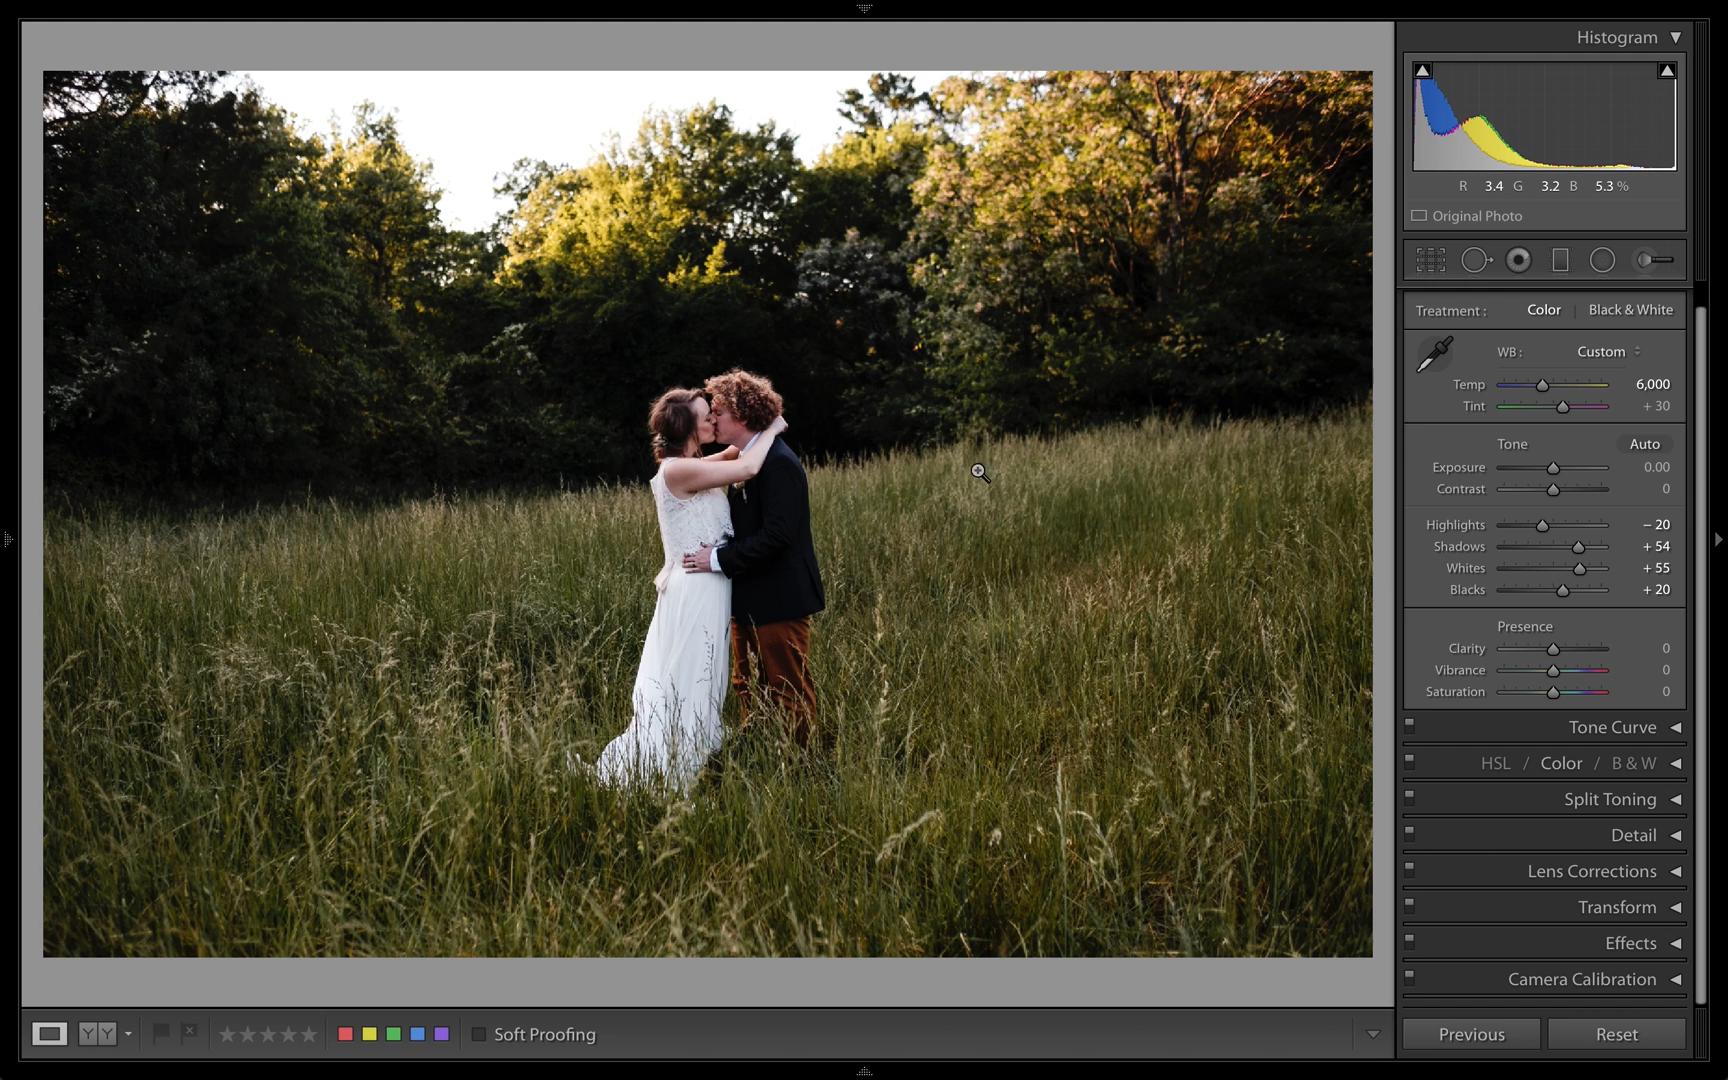 Histogram
R 3.4 G 3.2 B 5.3 %
Original Photo
Treatment : Color | Black & White
WB : Custom
Temp 6,000
Tint + 30
Tone Auto
Exposure 0.00
Contrast 0
Highlights – 20
Shadows + 54
Whites + 55
Blacks + 20
Presence
Clarity 0
Vibrance 0
Saturation 0
Tone Curve
HSL / Color / B & W
Split Toning
Detail
Lens Corrections
Transform
Effects
Camera Calibration
YY Soft Proofing Previous Reset